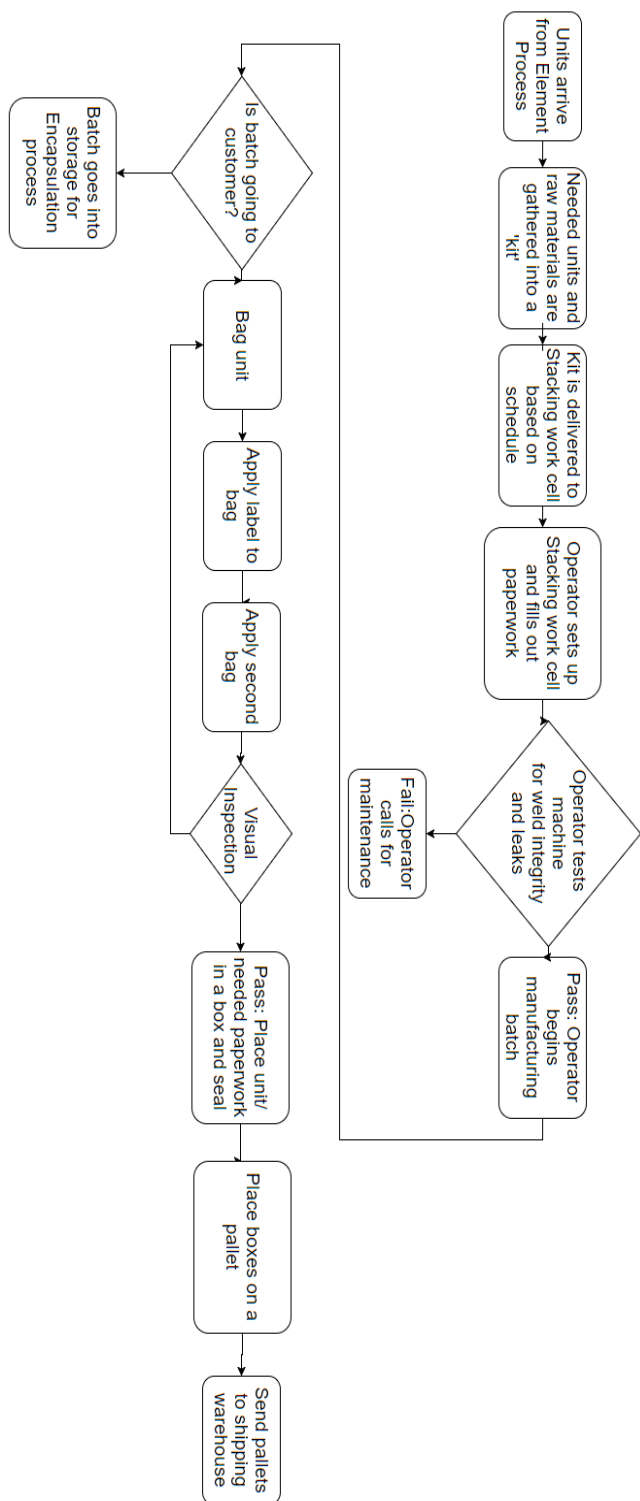 Units arrive
from Element
Process
Needed units and
raw materials are
gathered into a
'kit'
Kit is delivered to
Stacking work cell
based on
schedule
Operator sets up
Stacking work cell
and fills out
paperwork
Operator tests
machine
for weld integrity
and leaks
Fail:Operator
calls for
maintenance
Pass: Operator
begins
manufacturing
batch
Is batch going to
customer?
Batch goes into
storage for
Encapsulation
process
Bag unit
Apply label to
bag
Apply second
bag
Visual
Inspection
Pass: Place unit/
needed paperwork
in a box and seal
Place boxes on a
pallet
Send pallets
to shipping
warehouse